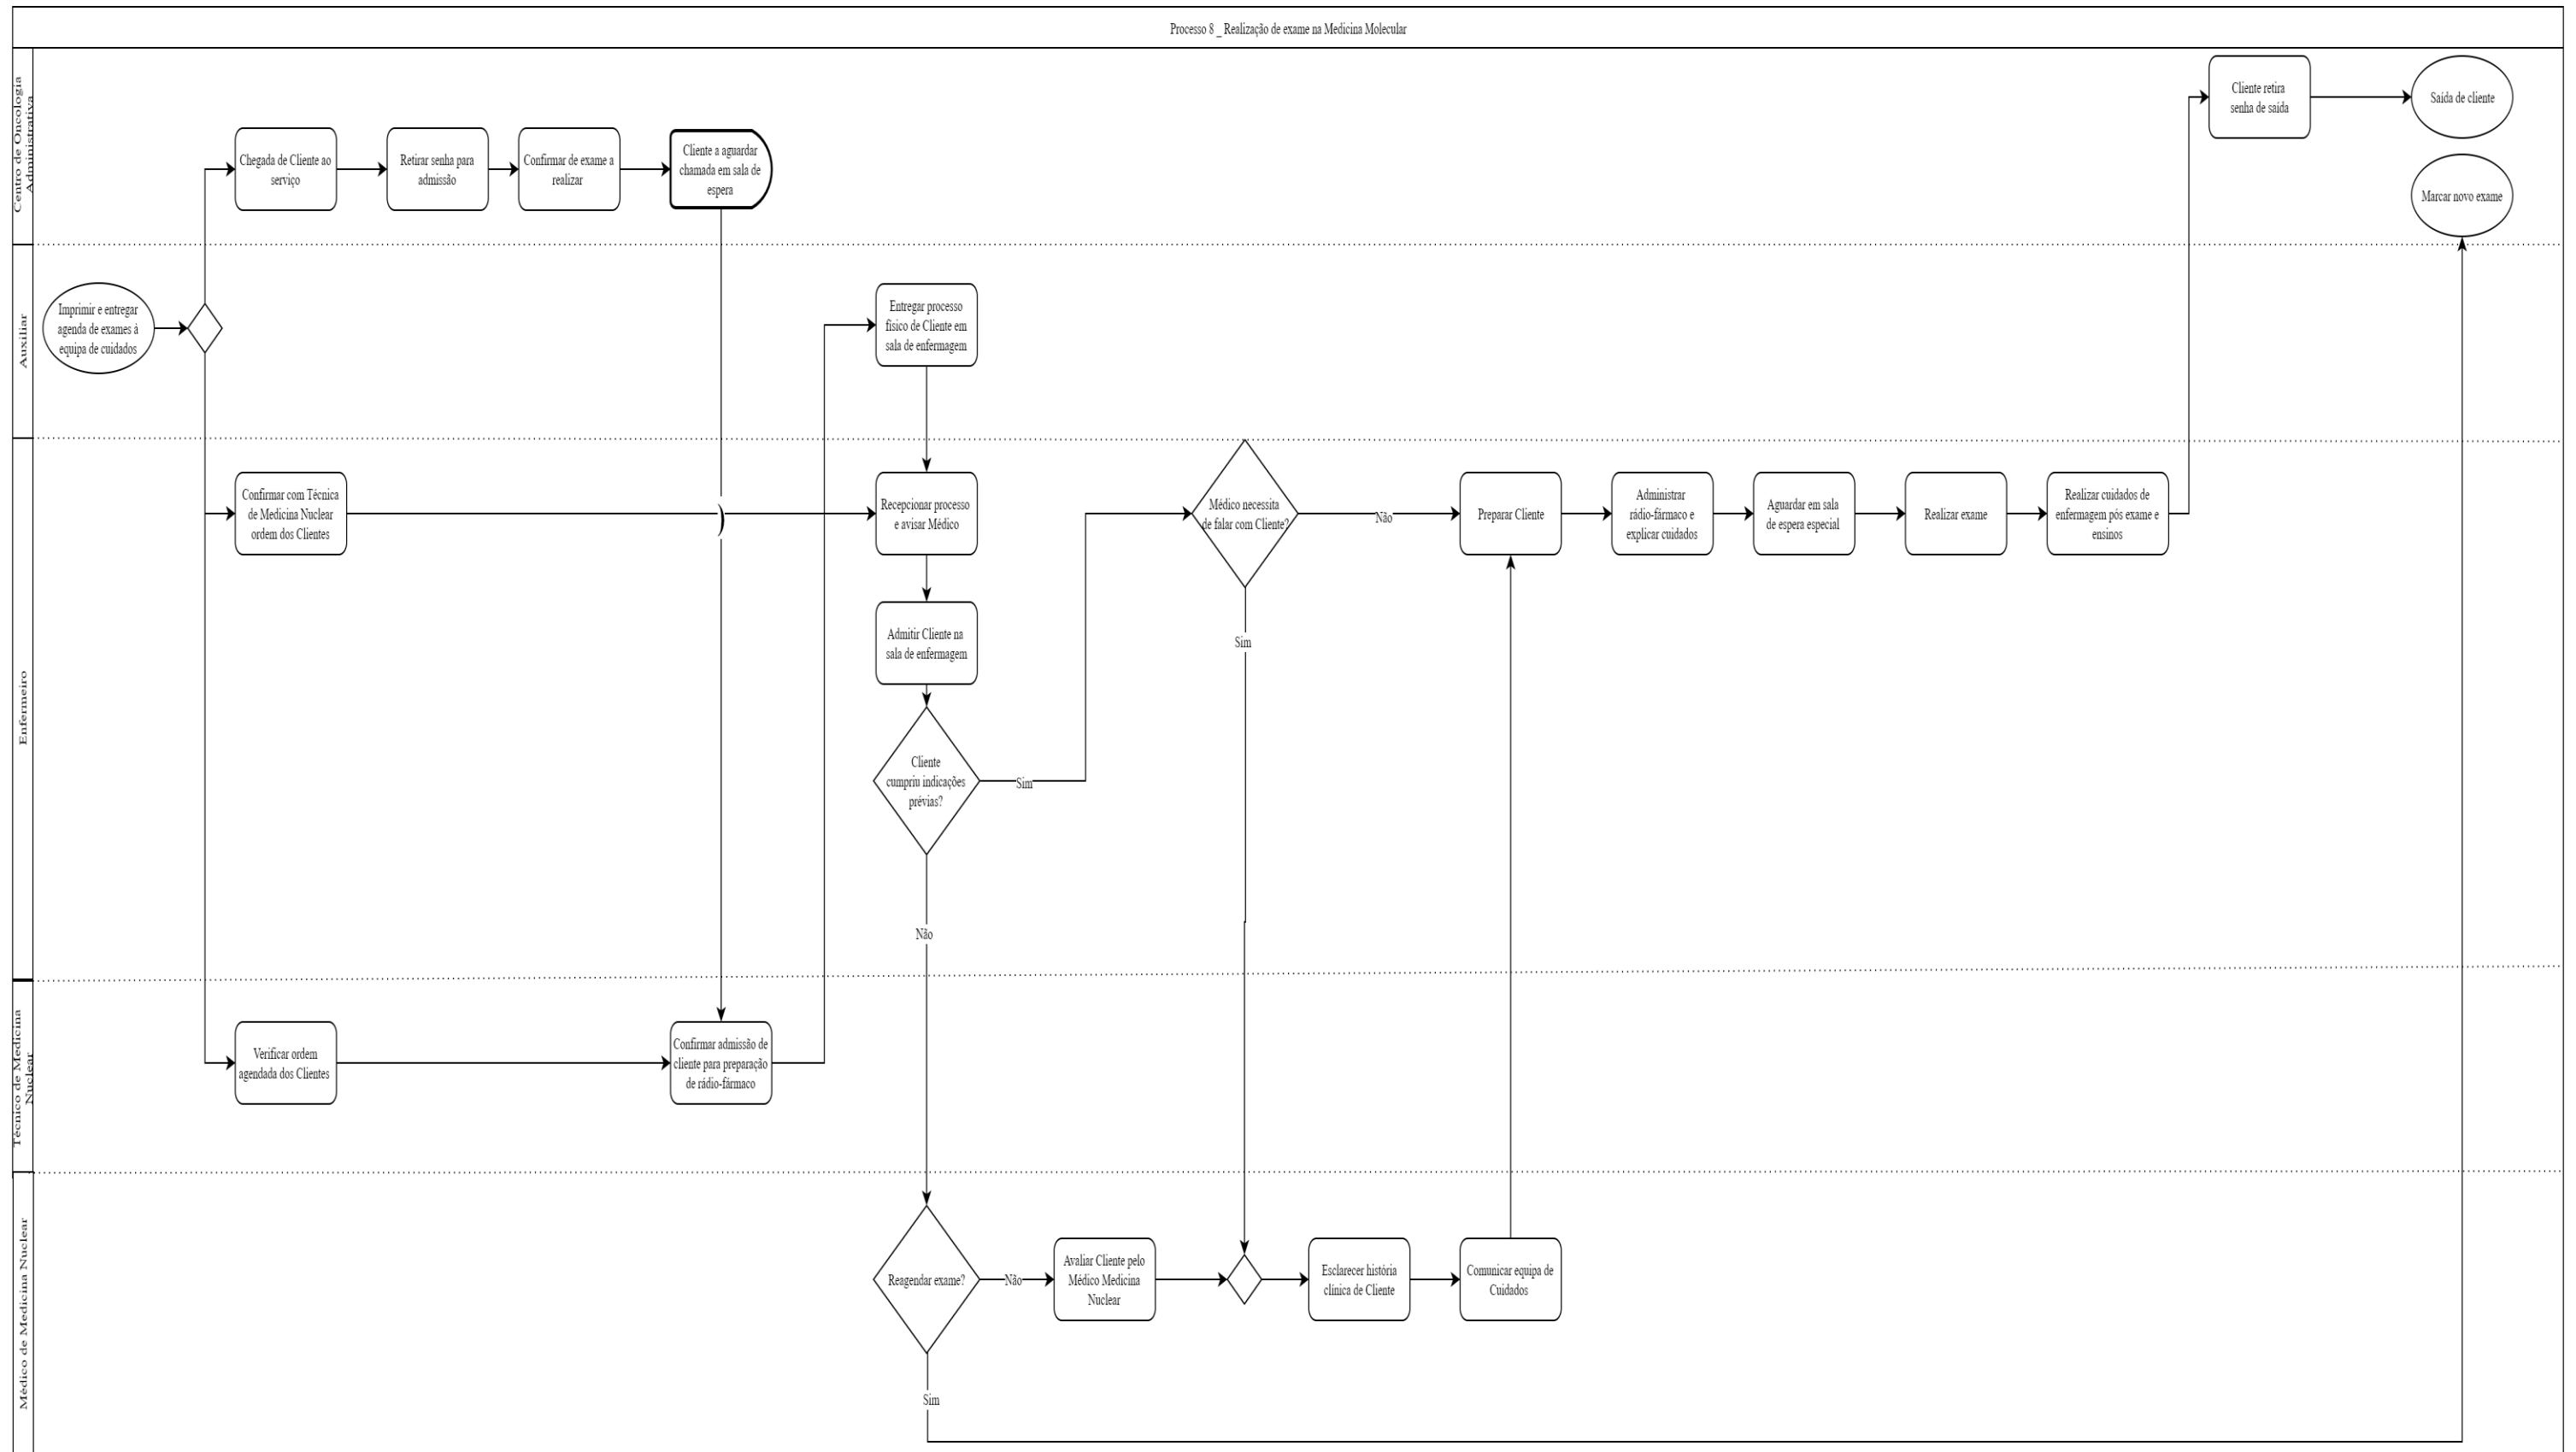 Processo 8 _ Realização de exame na Medicina Molecular
Centro de Oncologia
Admininistrativa
Cliente retira
senha de saída
Saída de cliente
Chegada de Cliente ao
serviço
Retirar senha para
admissão
Confirmar de exame a
realizar
Cliente a aguardar
chamada em sala de
espera
Marcar novo exame
Auxiliar
Imprimir e entregar
agenda de exames à
equipa de cuidados
Entregar processo
físico de Cliente em
sala de enfermagem
Enfermeiro
Confirmar com Técnica
de Medicina Nuclear
ordem dos Clientes
Recepcionar processo
e avisar Médico
Médico necessita
de falar com Cliente?
Não
Preparar Cliente
Administrar
rádio-fármaco e
explicar cuidados
Aguardar em sala
de espera especial
Realizar exame
Realizar cuidados de
enfermagem pós exame e
ensinos
Admitir Cliente na
sala de enfermagem
Sim
Cliente
cumpriu indicações
prévias?
Sim
Não
Técnico de Medicina
Nuclear
Verificar ordem
agendada dos Clientes
Confirmar admissão de
cliente para preparação
de rádio-fármaco
Médico de Medicina Nuclear
Reagendar exame?
Não
Avaliar Cliente pelo
Médico Medicina
Nuclear
Esclarecer história
clínica de Cliente
Comunicar equipa de
Cuidados
Sim